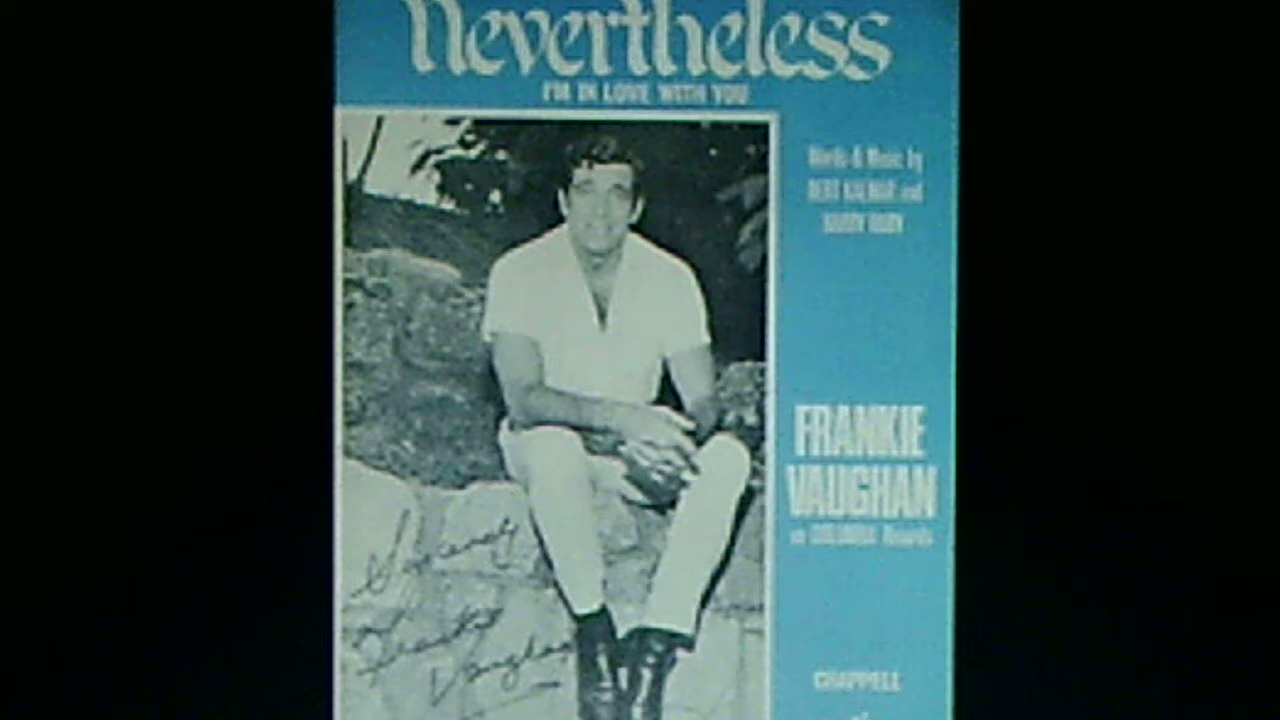 Nevertheless
I'M IN LOVE WITH YOU
Words & Music by
BERT KALMAR and
HARRY RUBY
FRANKIE
VAUGHAN
on COLUMBIA Records
Sincerely
Frankie
Vaughan
CHAPPELL